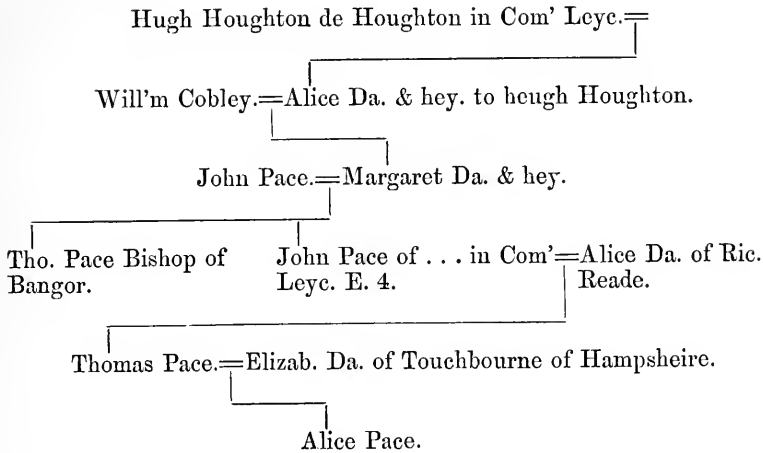 Hugh Houghton de Houghton in Com' Leyc.=
Will'm Cobley.=Alice Da. & hey. to heugh Houghton.
John Pace.=Margaret Da. & hey.
Tho. Pace Bishop of Bangor.
John Pace of . . . in Com' Leyc. E. 4.
=Alice Da. of Ric. Reade.
Thomas Pace.=Elizab. Da. of Touchbourne of Hampsheire.
Alice Pace.